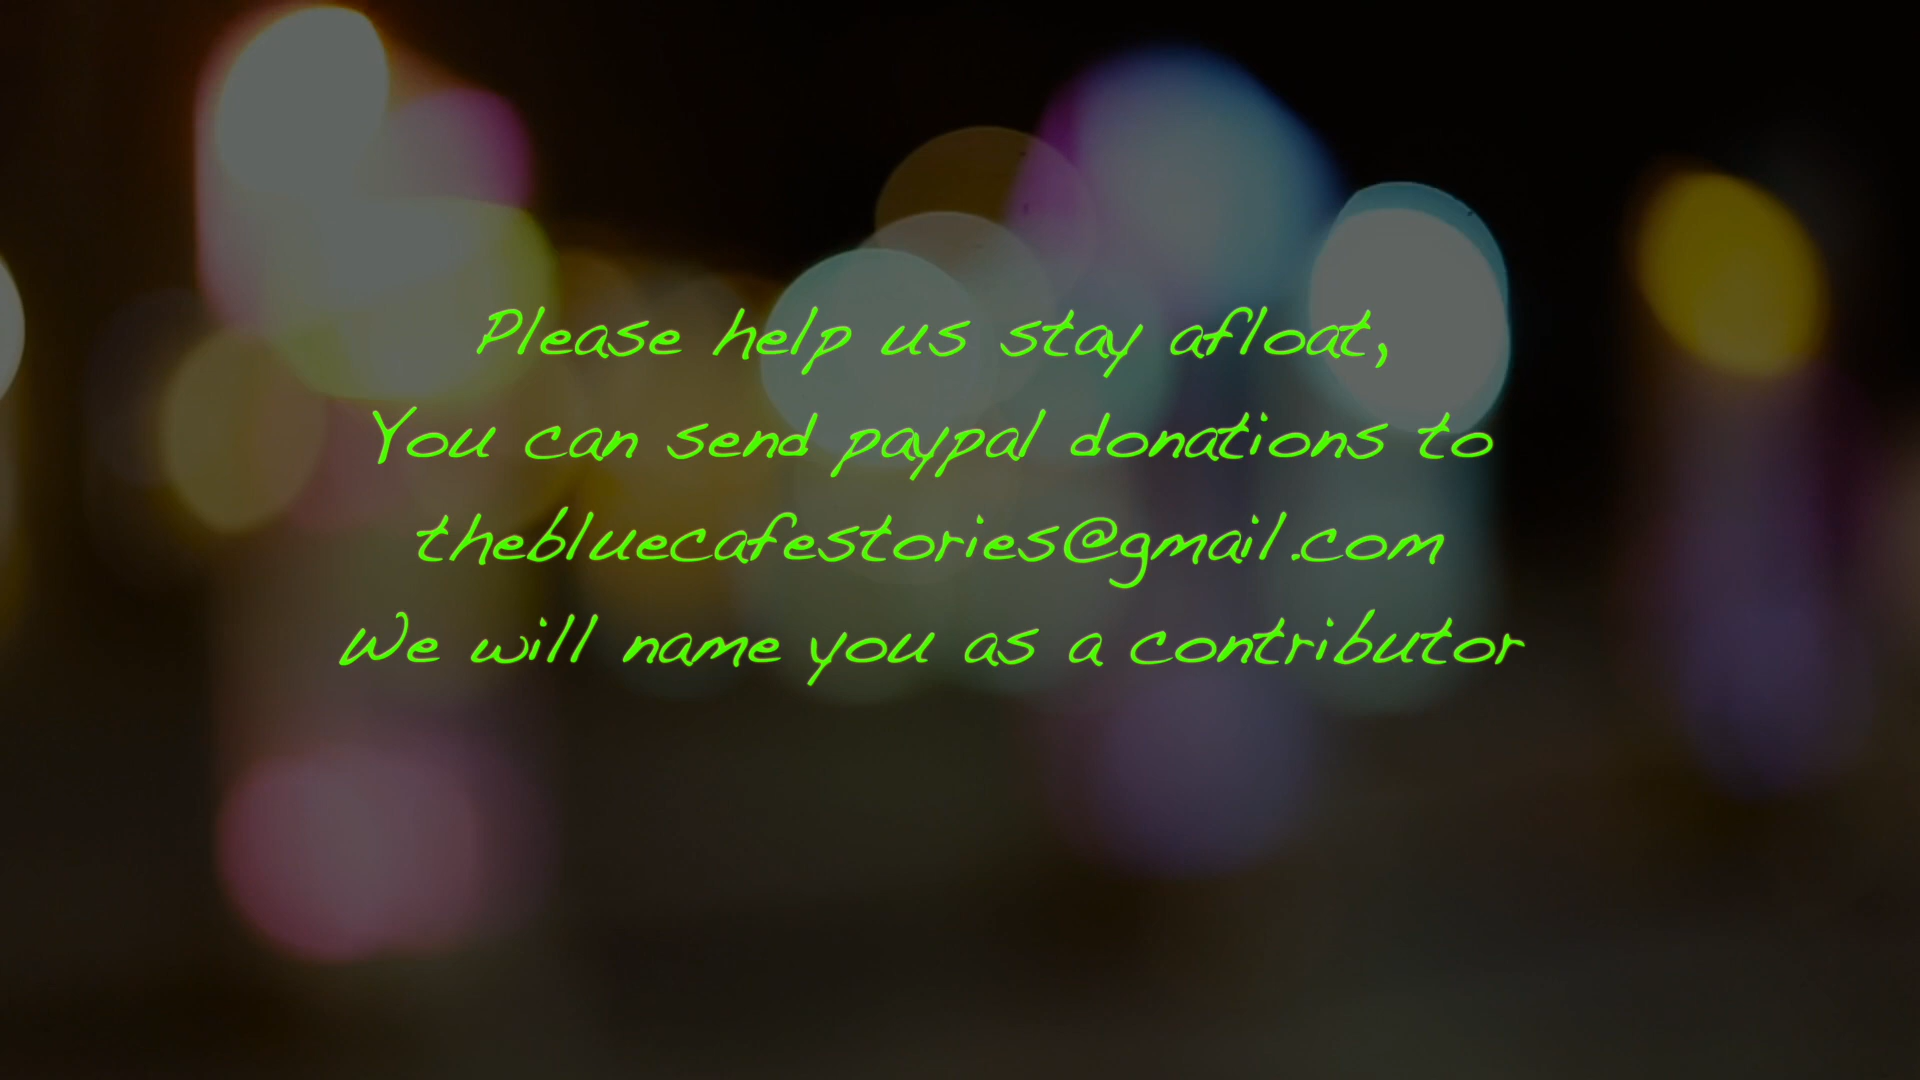 Please help us stay afloat,
You can send paypal donations to
thebluecafestories@gmail.com
We will name you as a contributor